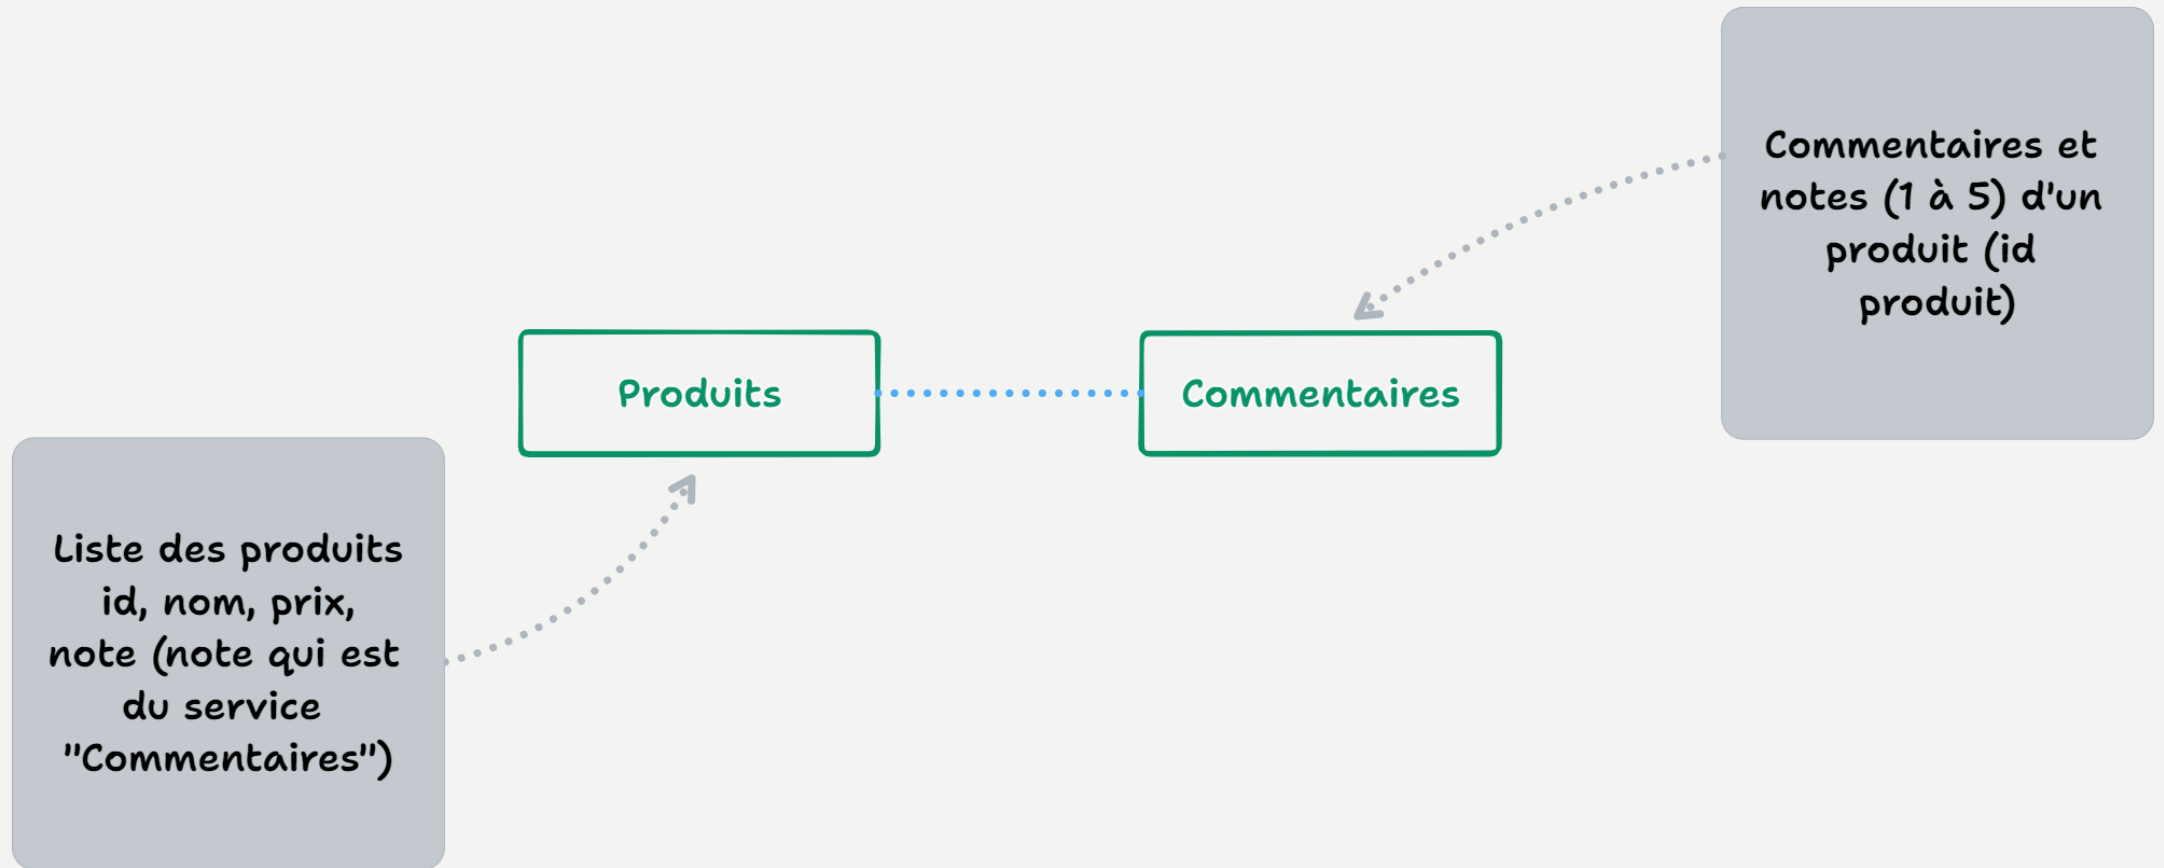 Commentaires et
notes (1 à 5) d'un
produit (id
produit)
Produits
Commentaires
Liste des produits
id, nom, prix,
note (note qui est
du service
"Commentaires")